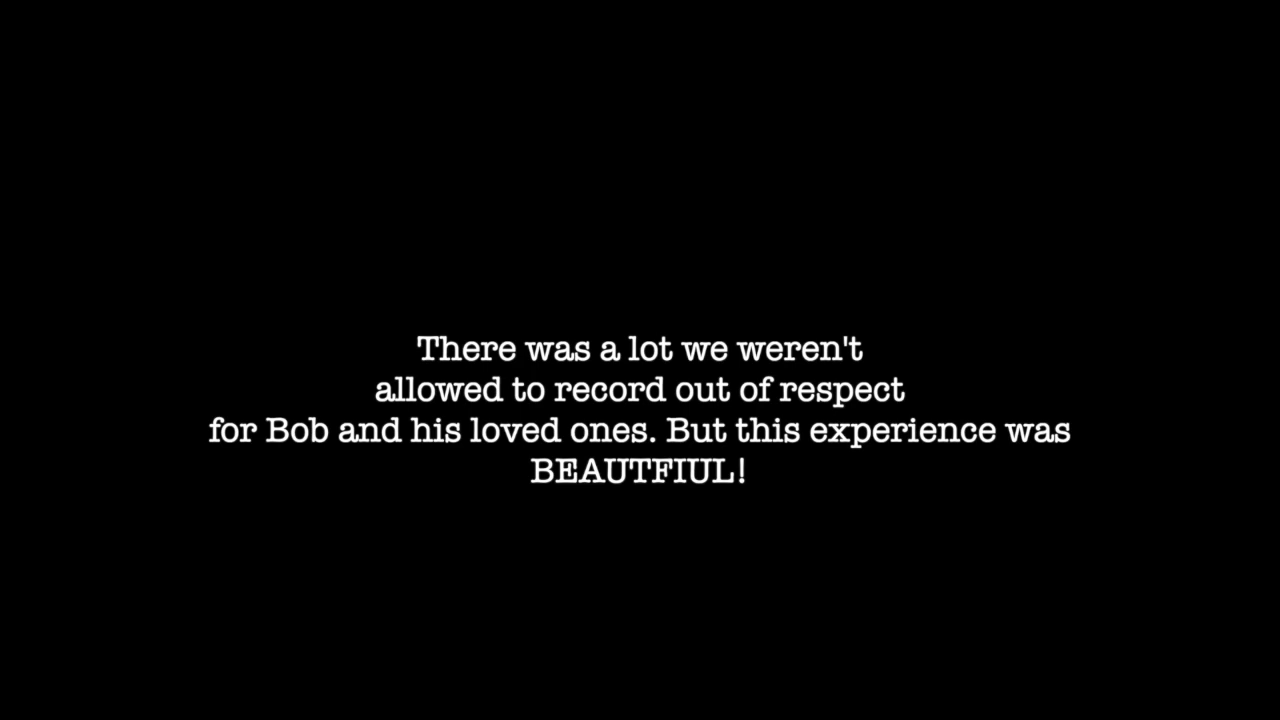 There was a lot we weren't
allowed to record out of respect
for Bob and his loved ones. But this experience was
BEAUTFIUL!